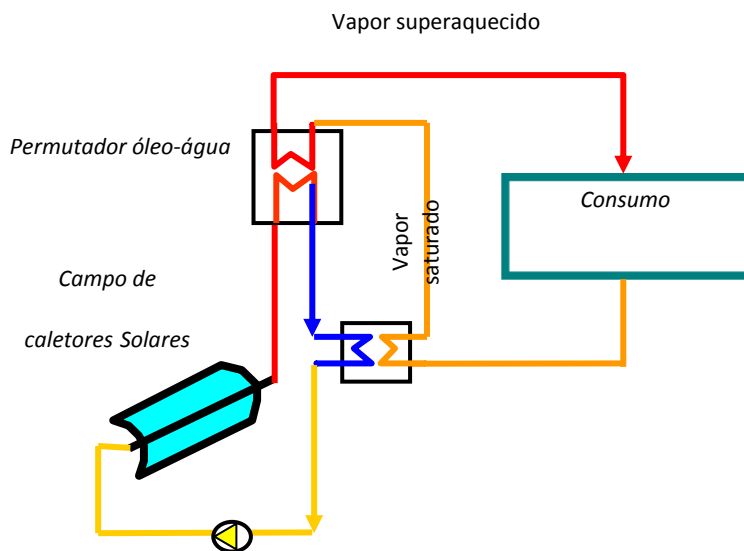 Vapor superaquecido
Permutador óleo-água
Consumo
Vapor
saturado
Campo de
caletores Solares